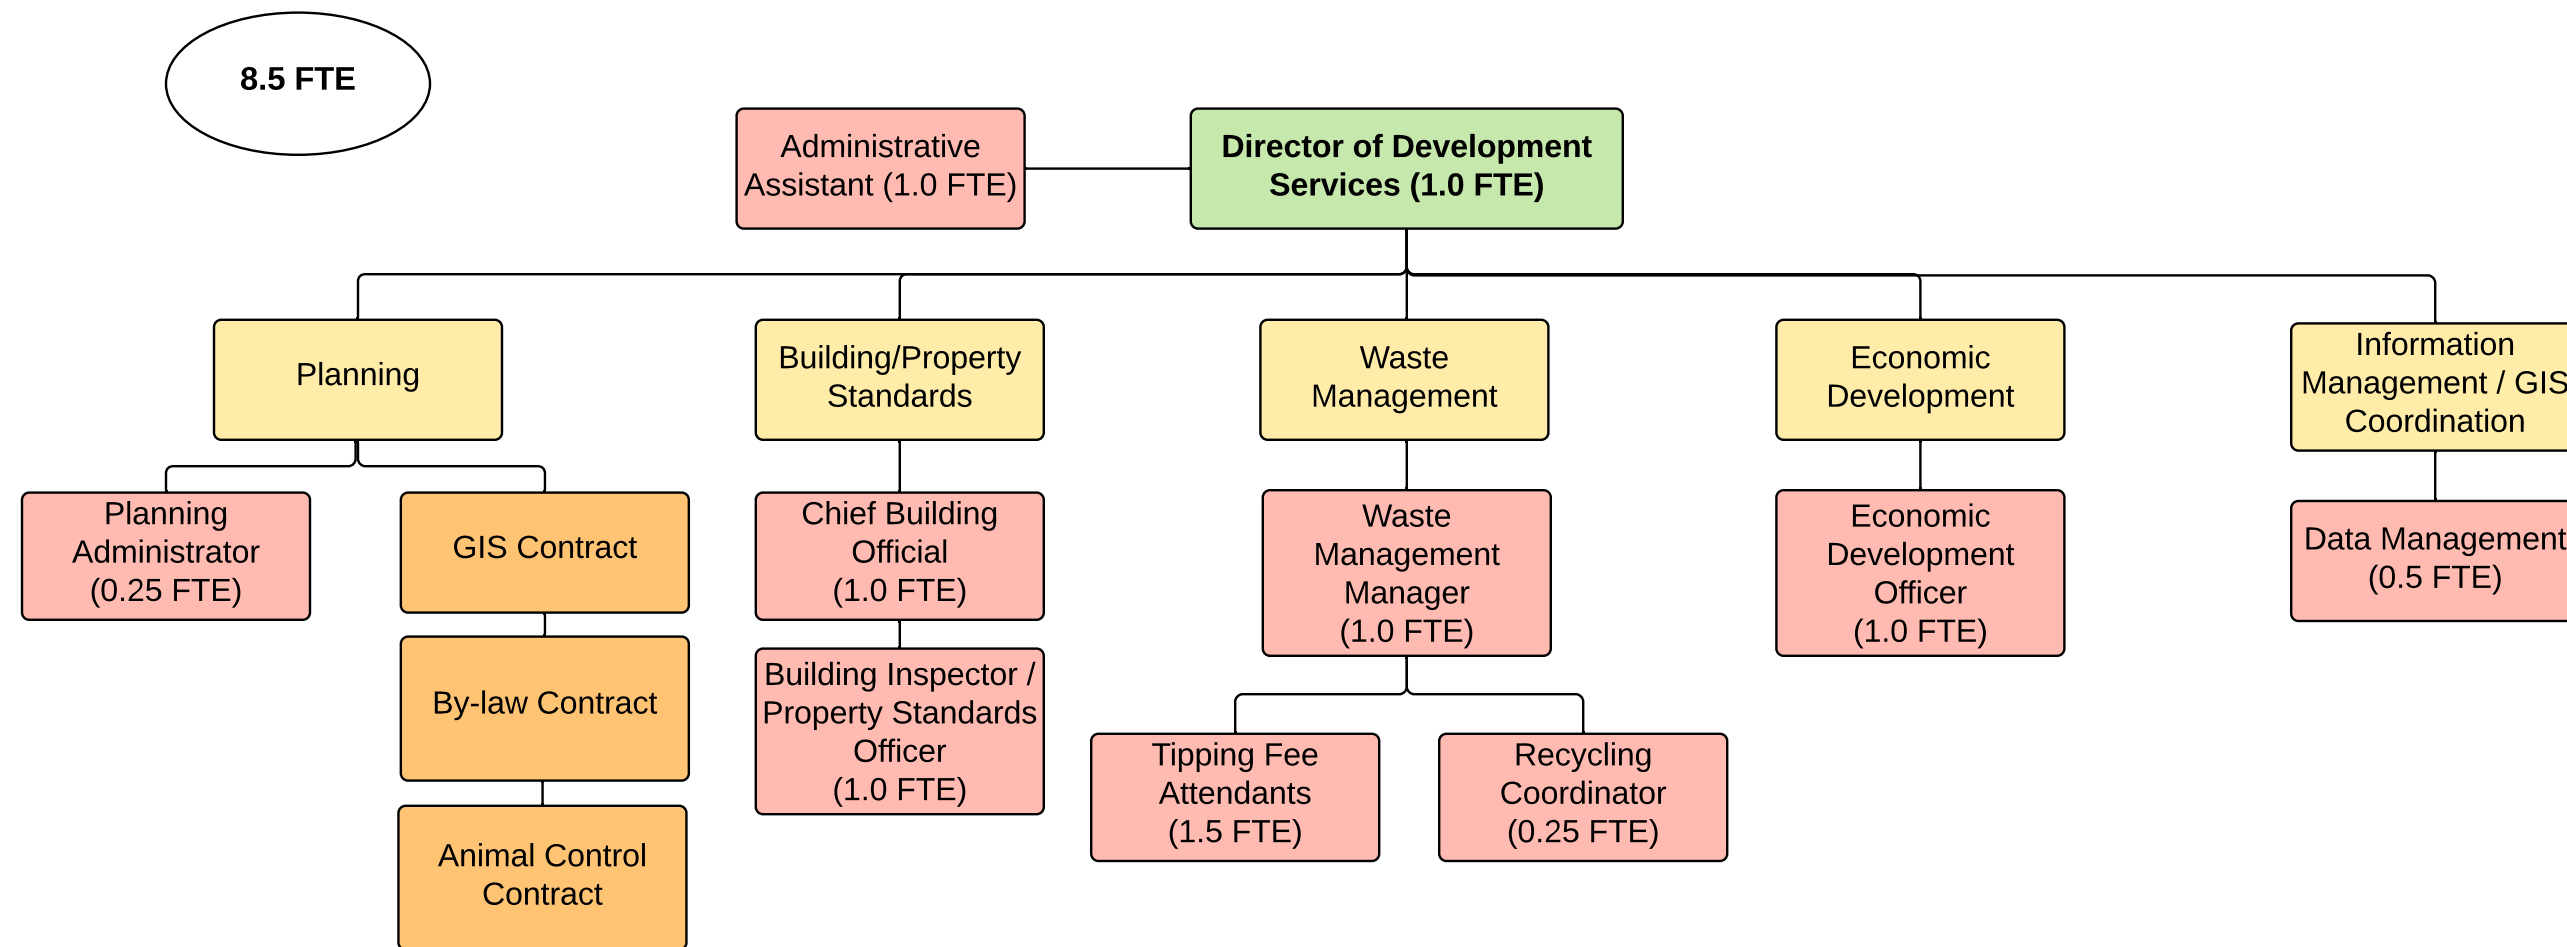 8.5 FTE
Administrative
Assistant (1.0 FTE)
Director of Development
Services (1.0 FTE)
Planning
Building/Property
Standards
Waste
Management
Economic
Development
Information
Management / GIS
Coordination
Planning
Administrator
(0.25 FTE)
GIS Contract
Chief Building
Official
(1.0 FTE)
Waste
Management
Manager
(1.0 FTE)
Economic
Development
Officer
(1.0 FTE)
Data Management
(0.5 FTE)
By-law Contract
Building Inspector /
Property Standards
Officer
(1.0 FTE)
Tipping Fee
Attendants
(1.5 FTE)
Recycling
Coordinator
(0.25 FTE)
Animal Control
Contract